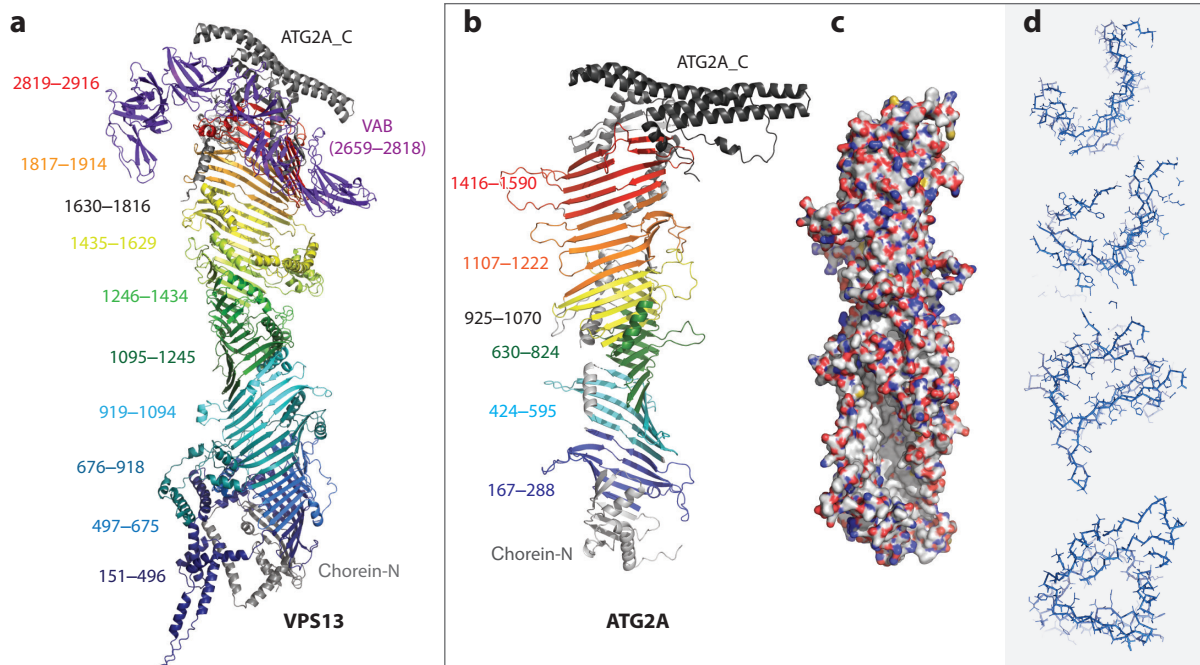 a
ATG2A_C
2819–2916
VAB
(2659–2818)
1817–1914
1630–1816
1435–1629
1246–1434
1095–1245
919–1094
676–918
497–675
151–496
Chorein-N
VPS13
b
ATG2A_C
1416–1590
1107–1222
925–1070
630–824
424–595
167–288
Chorein-N
ATG2A
c
d